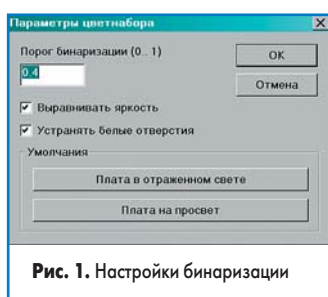 Параметры цветнабора
Порог бинаризации (0.. 1)
0.4
OK
Отмена
Выравнивать яркость
Устранять белые отверстия
Умолчания
Плата в отраженном свете
Плата на просвет
Рис. 1. Настройки бинаризации